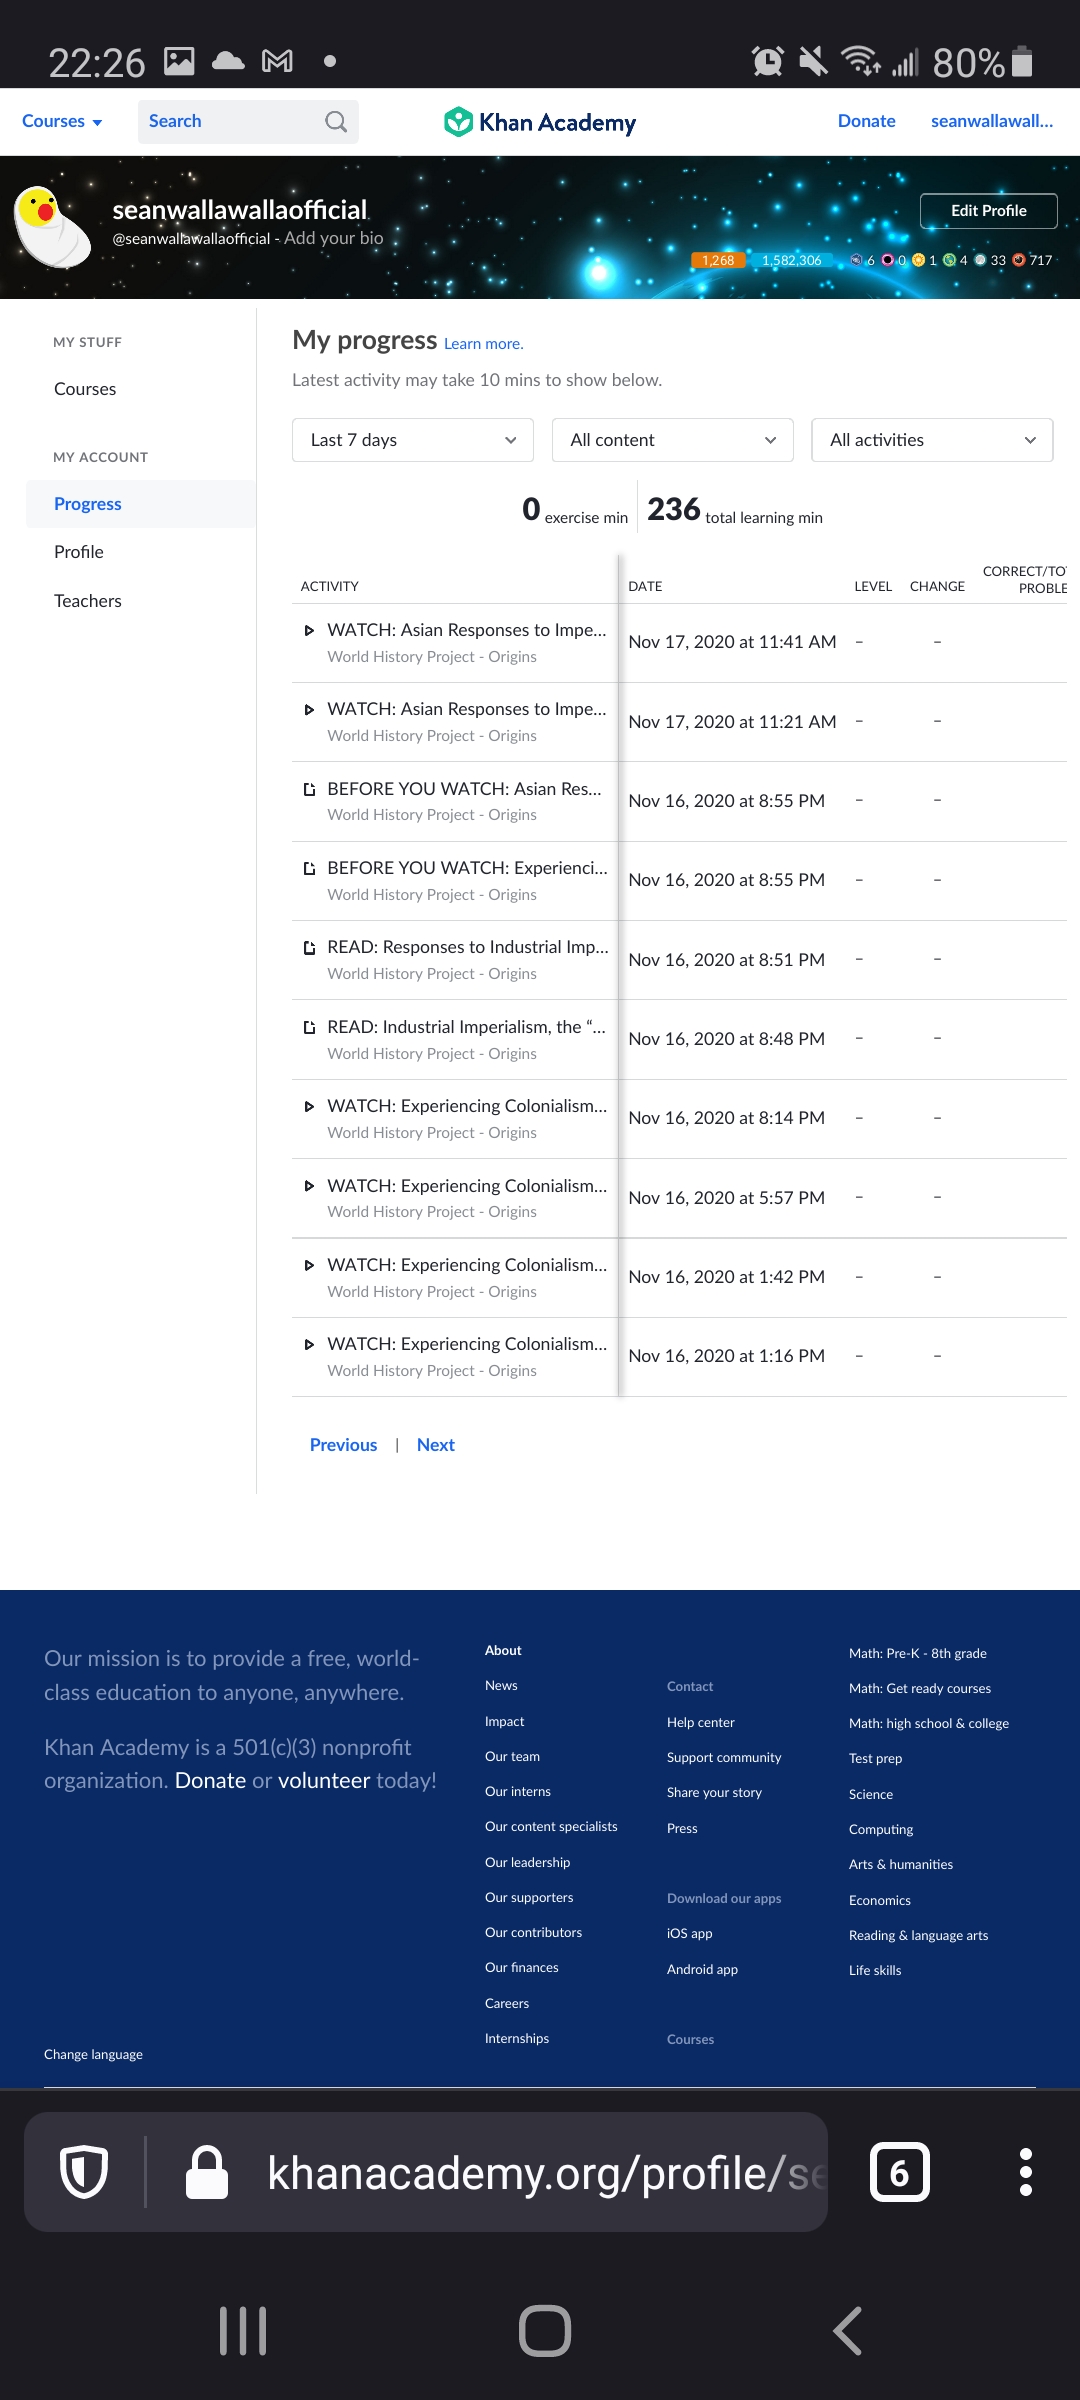 22:26 80%
Courses Search Khan Academy Donate seanwallawall...
seanwallawallaofficial
@seanwallawallaofficial - Add your bio
Edit Profile
1,268 1,582,306 6 0 1 4 33 717
MY STUFF
Courses
MY ACCOUNT
Progress
Profile
Teachers
My progress Learn more.
Latest activity may take 10 mins to show below.
Last 7 days All content All activities
0 exercise min 236 total learning min
ACTIVITY DATE LEVEL CHANGE CORRECT/TO
PROBLE
WATCH: Asian Responses to Impe...
World History Project - Origins
Nov 17, 2020 at 11:41 AM – –
WATCH: Asian Responses to Impe...
World History Project - Origins
Nov 17, 2020 at 11:21 AM – –
BEFORE YOU WATCH: Asian Res...
World History Project - Origins
Nov 16, 2020 at 8:55 PM – –
BEFORE YOU WATCH: Experienci...
World History Project - Origins
Nov 16, 2020 at 8:55 PM – –
READ: Responses to Industrial Imp...
World History Project - Origins
Nov 16, 2020 at 8:51 PM – –
READ: Industrial Imperialism, the “...
World History Project - Origins
Nov 16, 2020 at 8:48 PM – –
WATCH: Experiencing Colonialism...
World History Project - Origins
Nov 16, 2020 at 8:14 PM – –
WATCH: Experiencing Colonialism...
World History Project - Origins
Nov 16, 2020 at 5:57 PM – –
WATCH: Experiencing Colonialism...
World History Project - Origins
Nov 16, 2020 at 1:42 PM – –
WATCH: Experiencing Colonialism...
World History Project - Origins
Nov 16, 2020 at 1:16 PM – –
Previous | Next
Our mission is to provide a free, world-
class education to anyone, anywhere.
Khan Academy is a 501(c)(3) nonprofit
organization. Donate or volunteer today!
Change language
About
News
Impact
Our team
Our interns
Our content specialists
Our leadership
Our supporters
Our contributors
Our finances
Careers
Internships
Contact
Help center
Support community
Share your story
Press
Download our apps
iOS app
Android app
Courses
Math: Pre-K - 8th grade
Math: Get ready courses
Math: high school & college
Test prep
Science
Computing
Arts & humanities
Economics
Reading & language arts
Life skills
khanacademy.org/profile/se
6